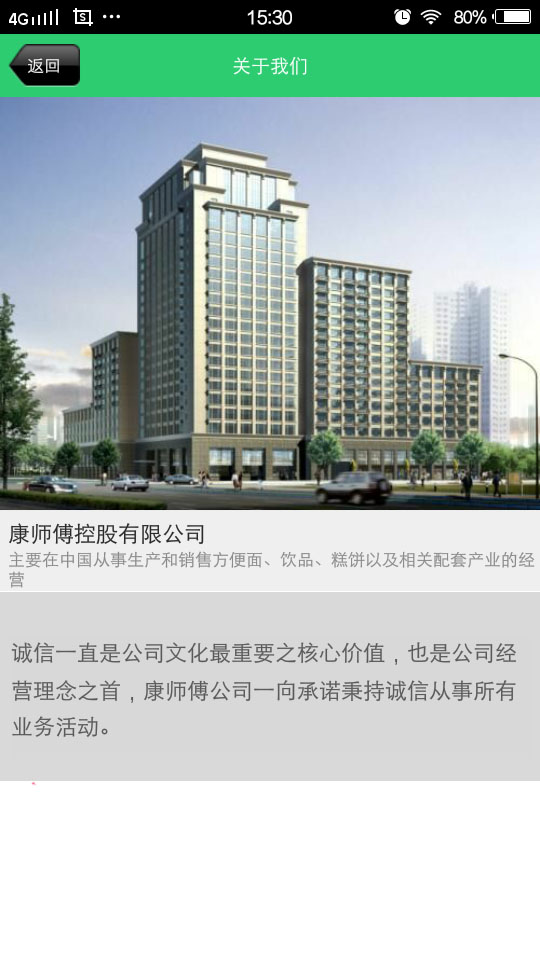 4G 15:30 80%
返回 关于我们
康师傅控股有限公司
主要在中国从事生产和销售方便面、饮品、糕饼以及相关配套产业的经
营
诚信一直是公司文化最重要之核心价值，也是公司经
营理念之首，康师傅公司一向承诺秉持诚信从事所有
业务活动。